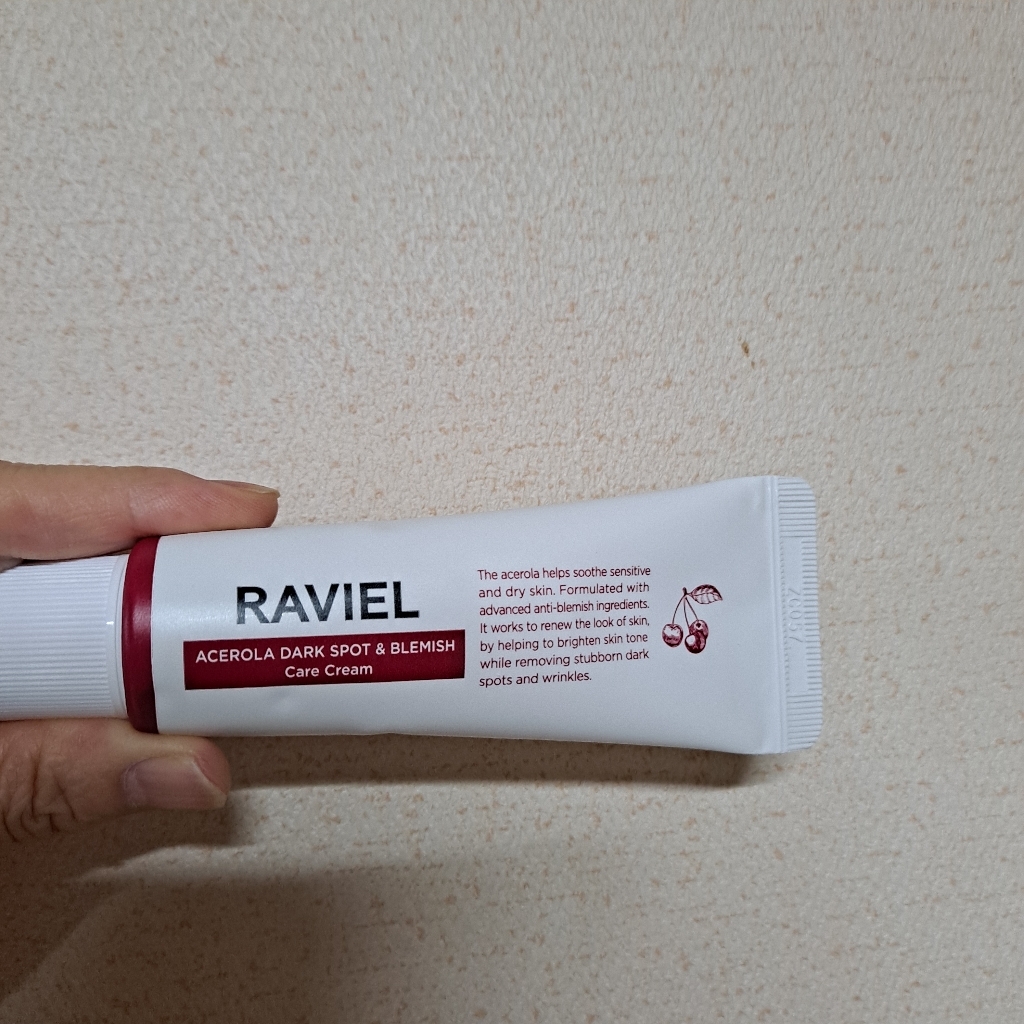 RAVIEL
ACEROLA DARK SPOT & BLEMISH
Care Cream
The acerola helps soothe sensitive
and dry skin. Formulated with
advanced anti-blemish ingredients.
It works to renew the look of skin,
by helping to brighten skin tone
while removing stubborn dark
spots and wrinkles.